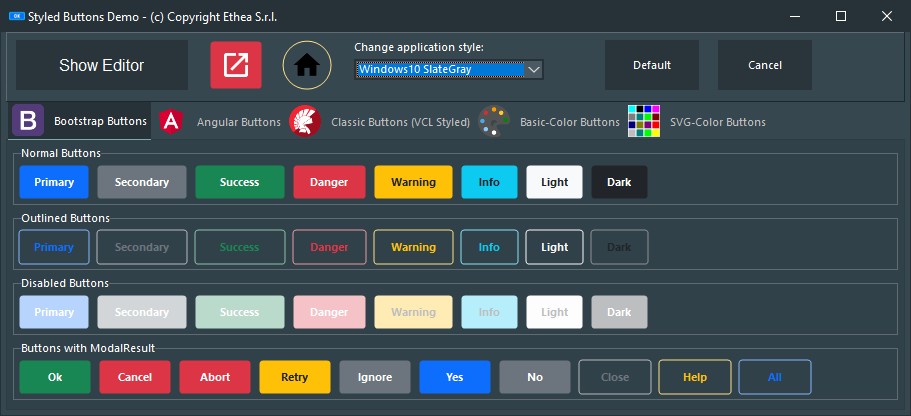 Styled Buttons Demo - (c) Copyright Ethea S.r.l.
Show Editor
Change application style:
Windows10 SlateGray
Default
Cancel
B Bootstrap Buttons A Angular Buttons Classic Buttons (VCL Styled) Basic-Color Buttons SVG-Color Buttons
Normal Buttons
Primary Secondary Success Danger Warning Info Light Dark
Outlined Buttons
Primary Secondary Success Danger Warning Info Light Dark
Disabled Buttons
Primary Secondary Success Danger Warning Info Light Dark
Buttons with ModalResult
Ok Cancel Abort Retry Ignore Yes No Close Help All